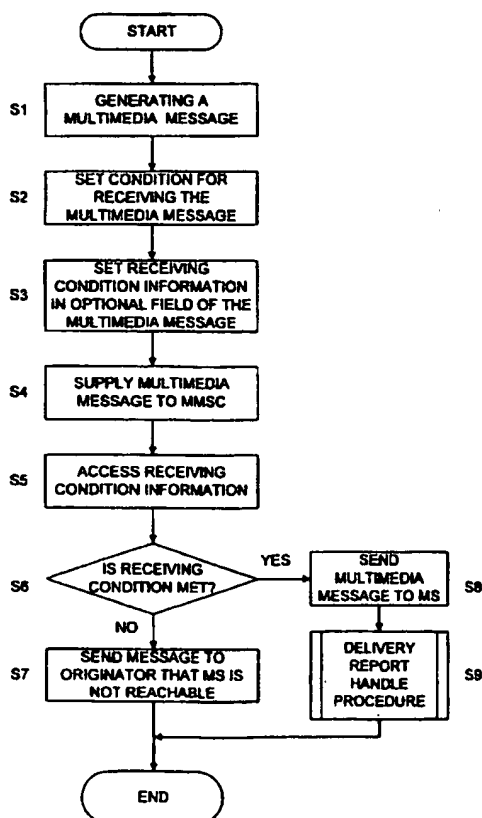 START
S1
GENERATING A
MULTIMEDIA MESSAGE
S2
SET CONDITION FOR
RECEIVING THE
MULTIMEDIA MESSAGE
S3
SET RECEIVING
CONDITION INFORMATION
IN OPTIONAL FIELD OF THE
MULTIMEDIA MESSAGE
S4
SUPPLY MULTIMEDIA
MESSAGE TO MMSC
S5
ACCESS RECEIVING
CONDITION INFORMATION
S6
IS RECEIVING
CONDITION MET?
YES
SEND
MULTIMEDIA
MESSAGE TO MS
S8
NO
S7
SEND MESSAGE TO
ORIGINATOR THAT MS IS
NOT REACHABLE
DELIVERY
REPORT
HANDLE
PROCEDURE
S9
END